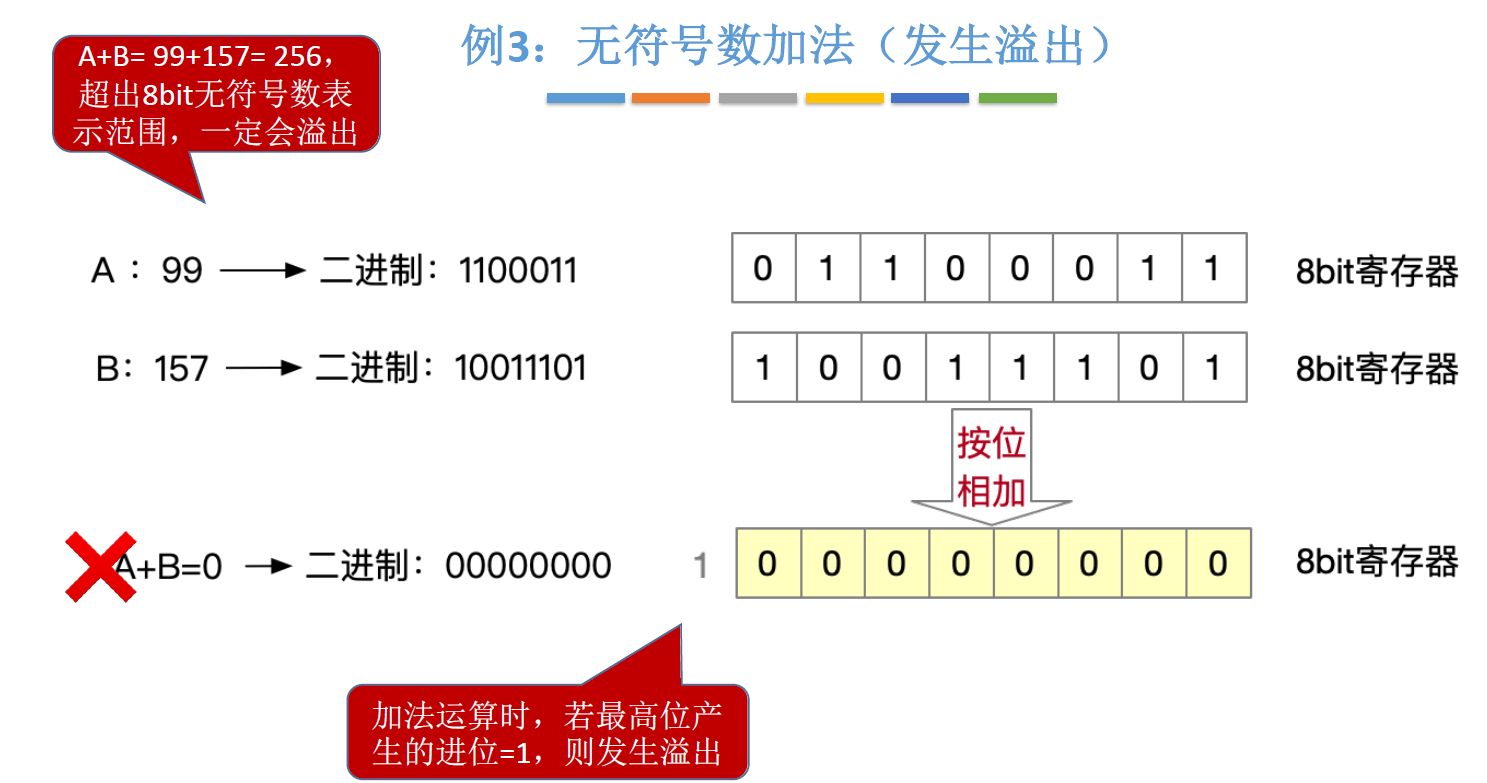 例3：无符号数加法（发生溢出）
A+B= 99+157= 256，
超出8bit无符号数表
示范围，一定会溢出
A ：99 二进制：1100011 0 1 1 0 0 0 1 1 8bit寄存器
B：157 二进制：10011101 1 0 0 1 1 1 0 1 8bit寄存器
按位
相加
A+B=0 二进制：00000000 1 0 0 0 0 0 0 0 0 8bit寄存器
加法运算时，若最高位产
生的进位=1，则发生溢出